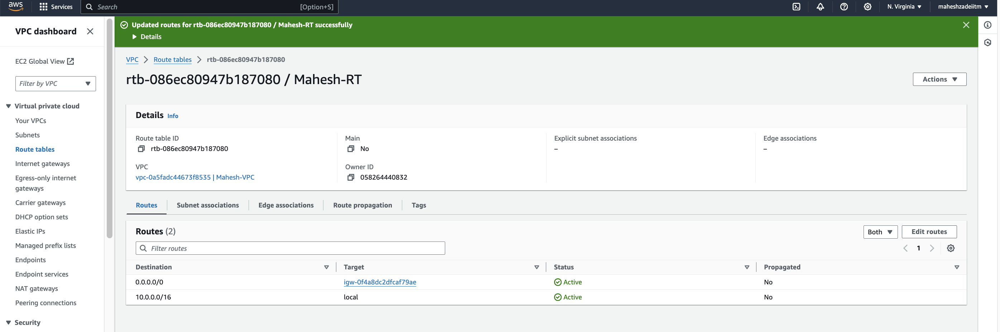 aws
Services
Search
[Option+S]
N. Virginia
maheshzadeiitm
VPC dashboard
EC2 Global View
Filter by VPC
Virtual private cloud
Your VPCs
Subnets
Route tables
Internet gateways
Egress-only internet
gateways
Carrier gateways
DHCP option sets
Elastic IPs
Managed prefix lists
Endpoints
Endpoint services
NAT gateways
Peering connections
Security
Updated routes for rtb-086ec80947b187080 / Mahesh-RT successfully
Details
VPC > Route tables > rtb-086ec80947b187080
rtb-086ec80947b187080 / Mahesh-RT
Actions
Details Info
Route table ID
rtb-086ec80947b187080
Main
No
Explicit subnet associations
–
Edge associations
–
VPC
vpc-0a5fadc44673f8535 | Mahesh-VPC
Owner ID
058264440832
Routes
Subnet associations
Edge associations
Route propagation
Tags
Routes (2)
Both
Edit routes
Filter routes
1
Destination Target Status Propagated
0.0.0.0/0 igw-0f4a8dc2dfcaf79ae Active No
10.0.0.0/16 local Active No